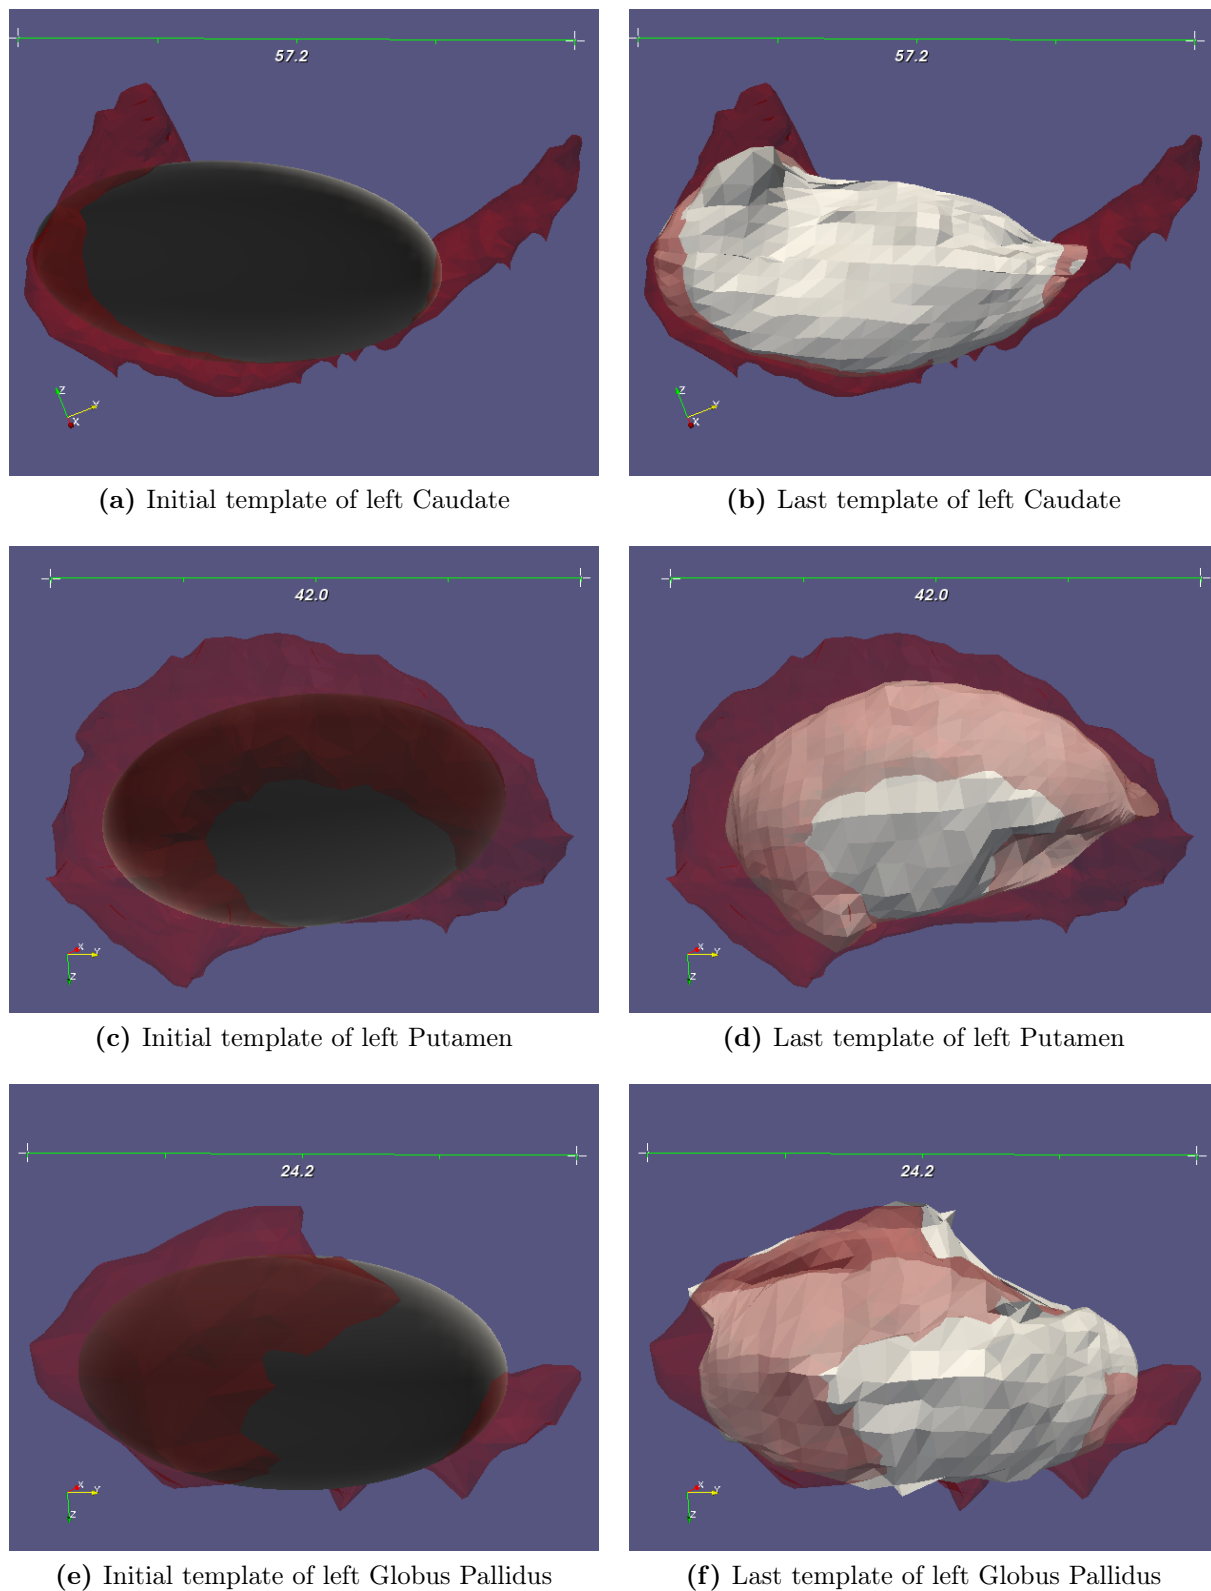 57.2
57.2
Z
Y
X
Z
Y
X
(a) Initial template of left Caudate
(b) Last template of left Caudate
42.0
42.0
X
Y
Z
X
Y
Z
(c) Initial template of left Putamen
(d) Last template of left Putamen
24.2
24.2
X
Y
Z
X
Y
Z
(e) Initial template of left Globus Pallidus
(f) Last template of left Globus Pallidus